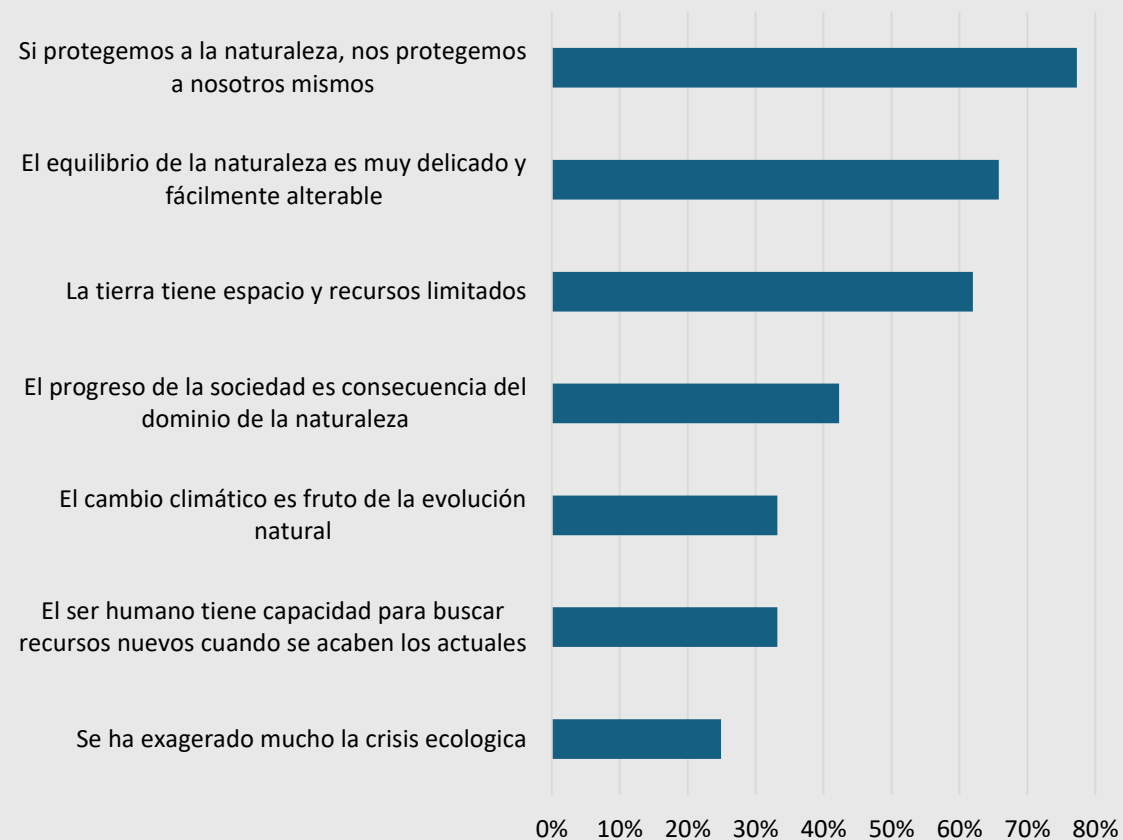 Si protegemos a la naturaleza, nos protegemos
a nosotros mismos
El equilibrio de la naturaleza es muy delicado y
fácilmente alterable
La tierra tiene espacio y recursos limitados
El progreso de la sociedad es consecuencia del
dominio de la naturaleza
El cambio climático es fruto de la evolución
natural
El ser humano tiene capacidad para buscar
recursos nuevos cuando se acaben los actuales
Se ha exagerado mucho la crisis ecologica
0% 10% 20% 30% 40% 50% 60% 70% 80%